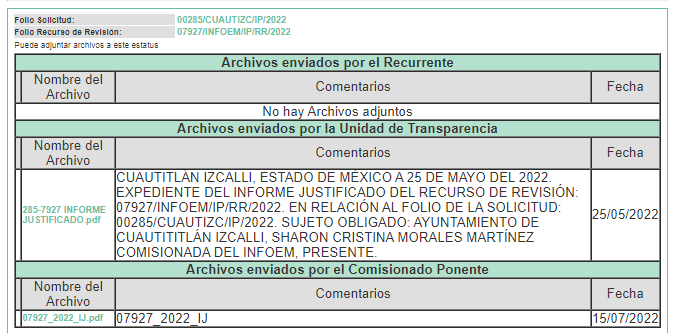 Folio Solicitud: 00285/CUAUTIZC/IP/2022
Folio Recurso de Revisión: 07927/INFOEM/IP/RR/2022
Puede adjuntar archivos a este estatus
Archivos enviados por el Recurrente
Nombre del Archivo Comentarios Fecha
No hay Archivos adjuntos
Archivos enviados por la Unidad de Transparencia
Nombre del Archivo Comentarios Fecha
285-7927 INFORME JUSTIFICADO.pdf
CUAUTITLÁN IZCALLI, ESTADO DE MÉXICO A 25 DE MAYO DEL 2022.
EXPEDIENTE DEL INFORME JUSTIFICADO DEL RECURSO DE REVISIÓN:
07927/INFOEM/IP/RR/2022. EN RELACIÓN AL FOLIO DE LA SOLICITUD:
00285/CUAUTIZC/IP/2022. SUJETO OBLIGADO: AYUNTAMIENTO DE
CUAUTITITLÁN IZCALLI, SHARON CRISTINA MORALES MARTÍNEZ
COMISIONADA DEL INFOEM, PRESENTE.
25/05/2022
Archivos enviados por el Comisionado Ponente
Nombre del Archivo Comentarios Fecha
07927_2022_IJ.pdf 07927_2022_IJ 15/07/2022